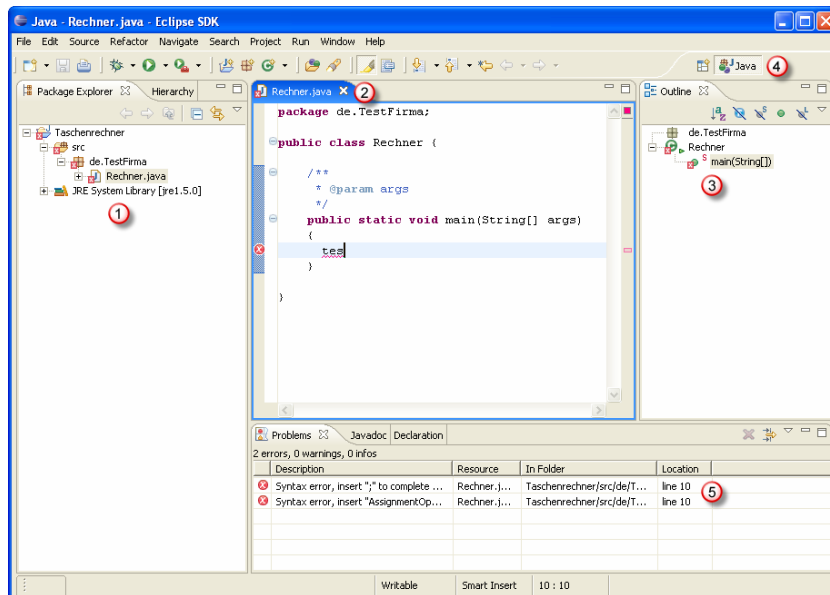 Java - Rechner.java - Eclipse SDK
File Edit Source Refactor Navigate Search Project Run Window Help
Java
4
Package Explorer Hierarchy
Taschenrechner
src
de.TestFirma
Rechner.java
JRE System Library [jre1.5.0]
1
Rechner.java
2
package de.TestFirma;
public class Rechner {
/**
* @param args
*/
public static void main(String[] args)
{
tes
}
}
Outline
de.TestFirma
Rechner
S main(String[])
3
Problems Javadoc Declaration
2 errors, 0 warnings, 0 infos
Description Resource In Folder Location
Syntax error, insert ";" to complete ... Rechner.j... Taschenrechner/src/de/T... line 10
Syntax error, insert "AssignmentOp... Rechner.j... Taschenrechner/src/de/T... line 10
5
Writable Smart Insert 10 : 10